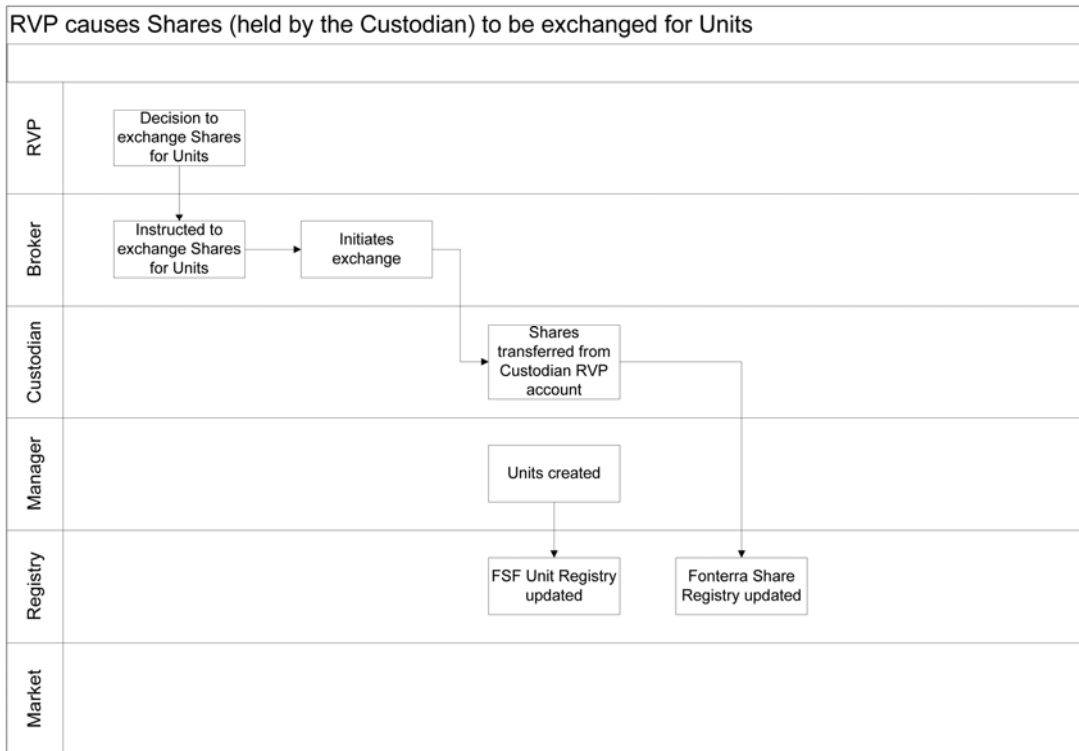 RVP causes Shares (held by the Custodian) to be exchanged for Units
RVP
Decision to
exchange Shares
for Units
Broker
Instructed to
exchange Shares
for Units
Initiates
exchange
Custodian
Shares
transferred from
Custodian RVP
account
Manager
Units created
Registry
FSF Unit Registry
updated
Fonterra Share
Registry updated
Market